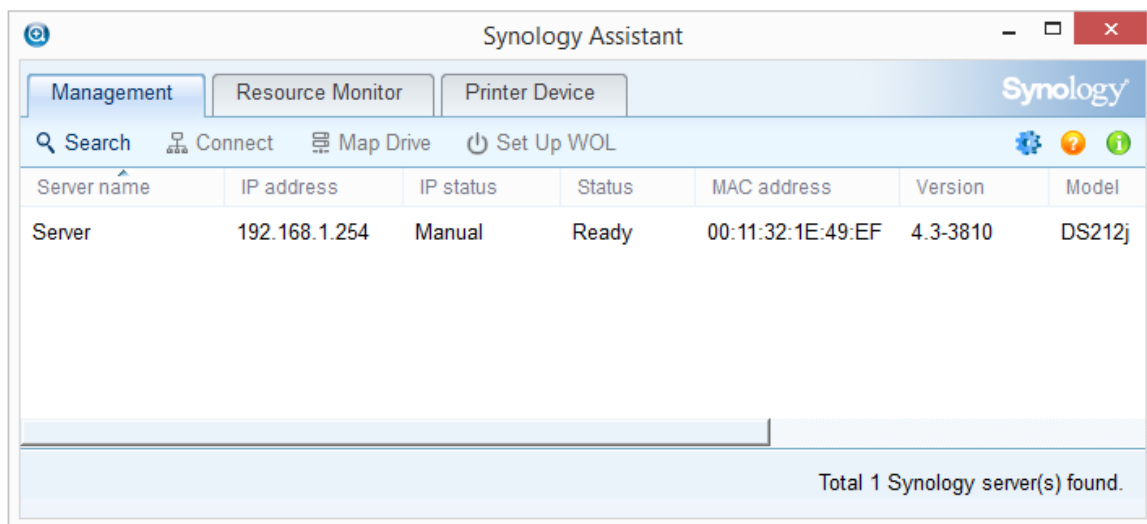 Synology Assistant
Management Resource Monitor Printer Device Synology
Search Connect Map Drive Set Up WOL
Server name IP address IP status Status MAC address Version Model
Server 192.168.1.254 Manual Ready 00:11:32:1E:49:EF 4.3-3810 DS212j
Total 1 Synology server(s) found.